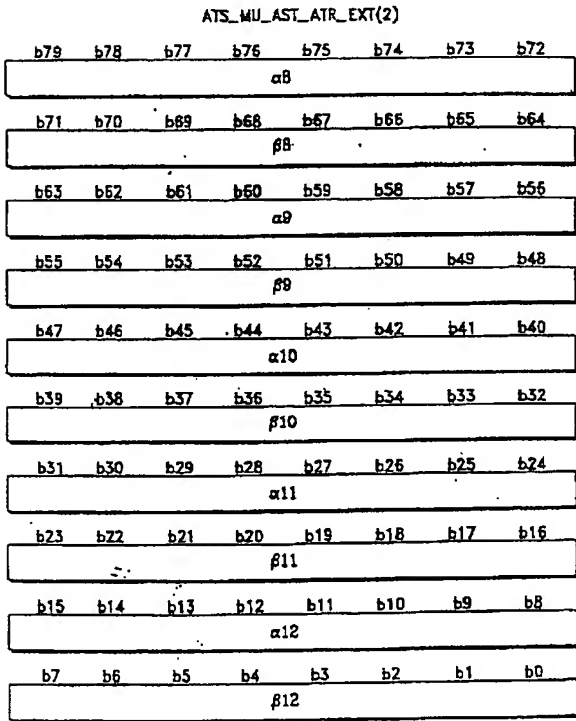 ATS_MU_AST_ATR_EXT(2)
b79 b78 b77 b76 b75 b74 b73 b72
α8
b71 b70 b69 b68 b67 b66 b65 b64
β8
b63 b62 b61 b60 b59 b58 b57 b56
α9
b55 b54 b53 b52 b51 b50 b49 b48
β9
b47 b46 b45 b44 b43 b42 b41 b40
α10
b39 b38 b37 b36 b35 b34 b33 b32
β10
b31 b30 b29 b28 b27 b26 b25 b24
α11
b23 b22 b21 b20 b19 b18 b17 b16
β11
b15 b14 b13 b12 b11 b10 b9 b8
α12
b7 b6 b5 b4 b3 b2 b1 b0
β12